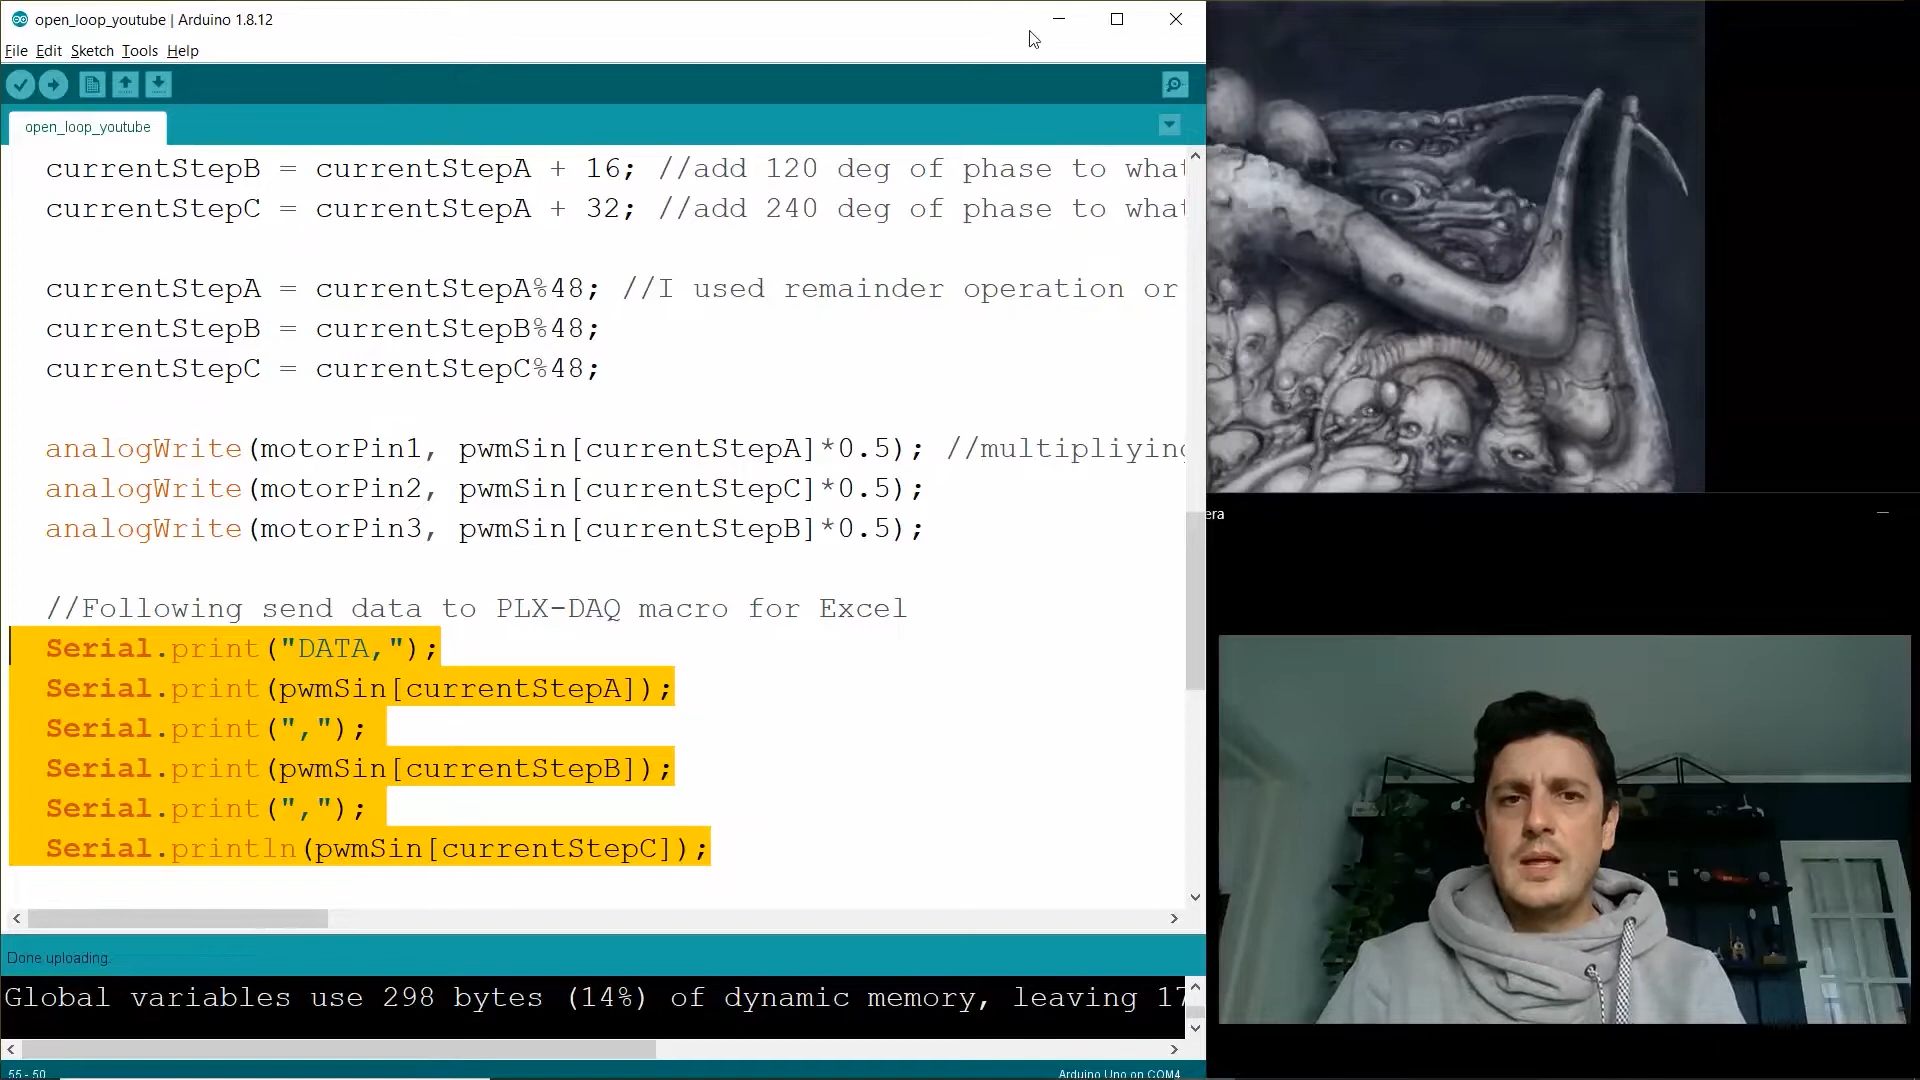 open_loop_youtube | Arduino 1.8.12
File Edit Sketch Tools Help
open_loop_youtube
currentStepB = currentStepA + 16; //add 120 deg of phase to what
currentStepC = currentStepA + 32; //add 240 deg of phase to what
currentStepA = currentStepA%48; //I used remainder operation or
currentStepB = currentStepB%48;
currentStepC = currentStepC%48;
analogWrite(motorPin1, pwmSin[currentStepA]*0.5); //multipliying
analogWrite(motorPin2, pwmSin[currentStepC]*0.5);
analogWrite(motorPin3, pwmSin[currentStepB]*0.5);
//Following send data to PLX-DAQ macro for Excel
Serial.print("DATA,");
Serial.print(pwmSin[currentStepA]);
Serial.print(",");
Serial.print(pwmSin[currentStepB]);
Serial.print(",");
Serial.println(pwmSin[currentStepC]);
era
Done uploading.
Global variables use 298 bytes (14%) of dynamic memory, leaving 17
55 - 50
Arduino Uno on COM4